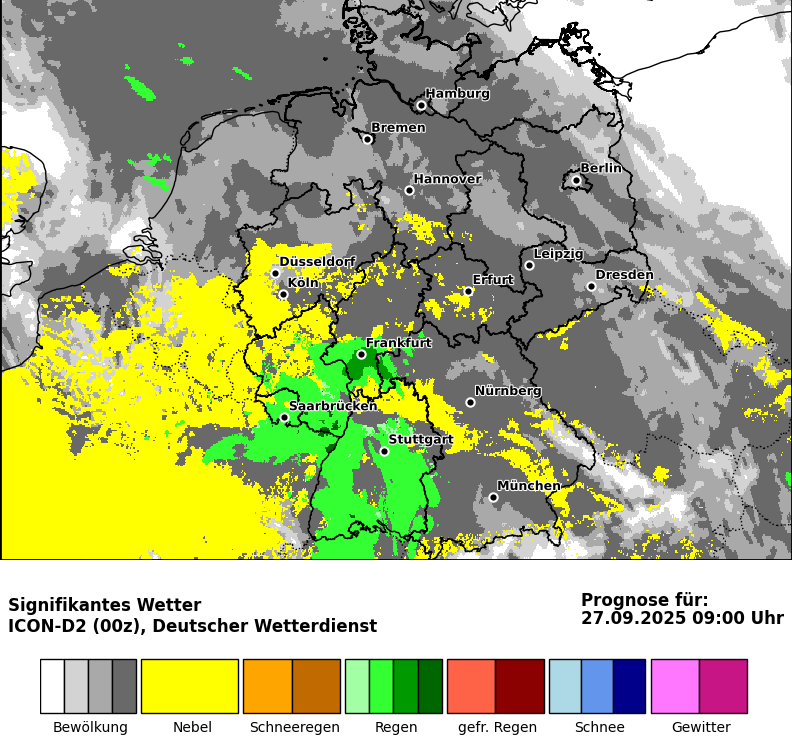 Hamburg
Bremen
Hannover
Berlin
Leipzig
Düsseldorf
Köln
Erfurt
Dresden
Frankfurt
Nürnberg
Saarbrücken
Stuttgart
München
Signifikantes Wetter
ICON-D2 (00z), Deutscher Wetterdienst
Prognose für:
27.09.2025 09:00 Uhr
Bewölkung Nebel Schneeregen Regen gefr. Regen Schnee Gewitter